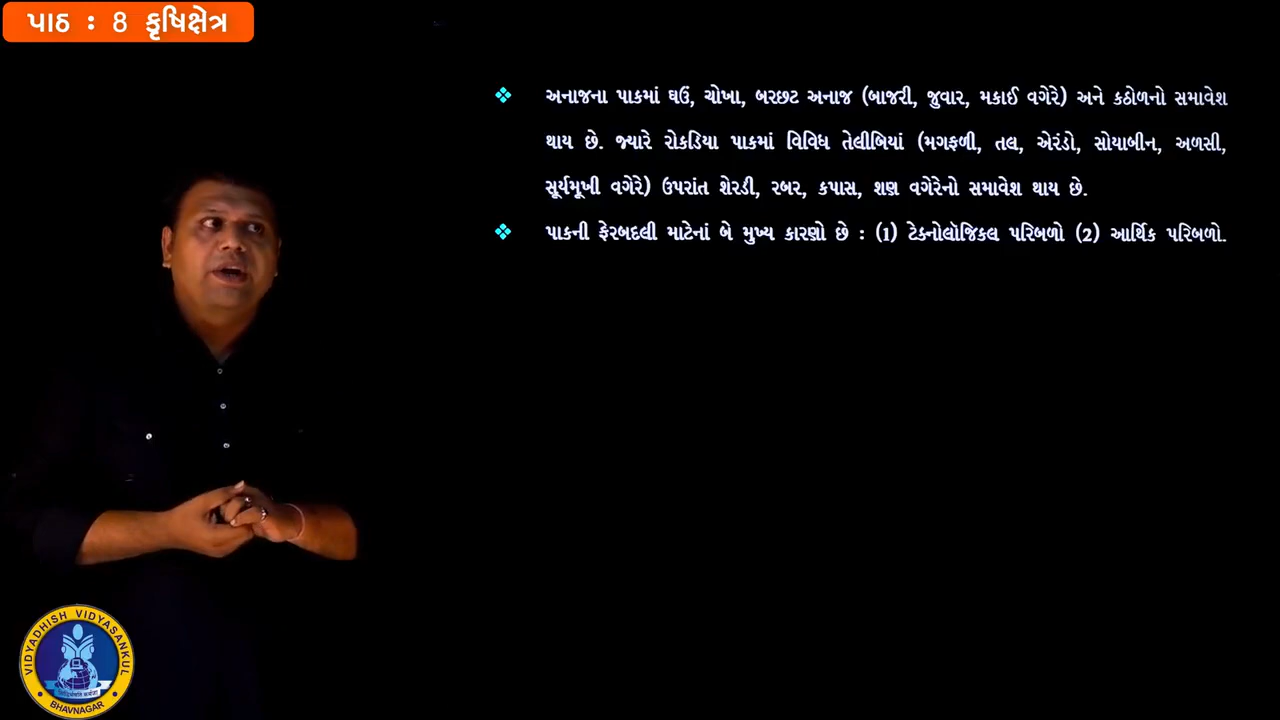 પાઠ : 8 કૃષિક્ષેત્ર
❖ અનાજના પાકમાં ઘઉં, ચોખા, બરછટ અનાજ (બાજરી, જુવાર, મકાઈ વગેરે) અને કઠોળનો સમાવેશ
થાય છે. જ્યારે રોકડિયા પાકમાં વિવિધ તેલીબિયાં (મગફળી, તલ, એરંડો, સોયાબીન, અળસી,
સૂર્યમૂખી વગેરે) ઉપરાંત શેરડી, રબર, કપાસ, શણ વગેરેનો સમાવેશ થાય છે.
❖ પાકની ફેરબદલી માટેનાં બે મુખ્ય કારણો છે : (1) ટેક્નોલૉજિકલ પરિબળો (2) આર્થિક પરિબળો.
VIDYADHISH VIDYASANKUL
BHAVNAGAR